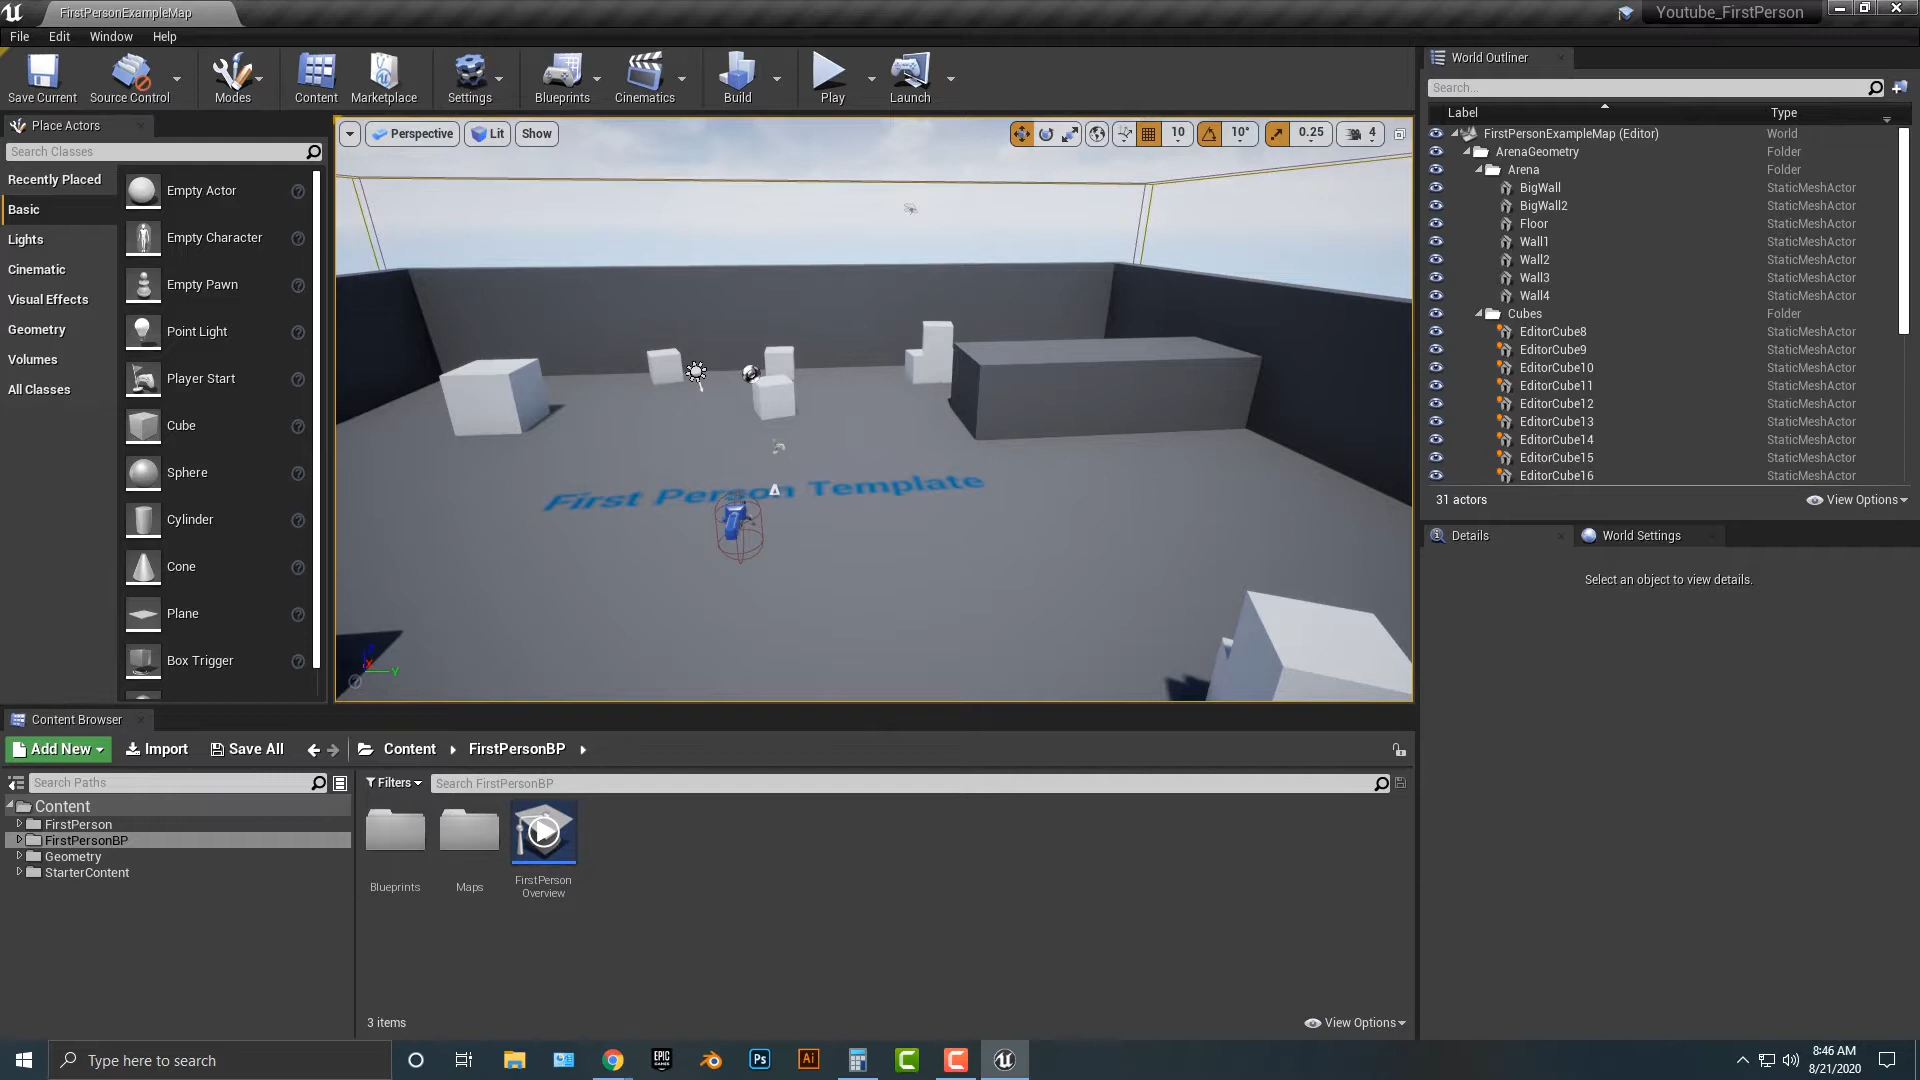 FirstPersonExampleMap
Youtube_FirstPerson
File Edit Window Help
Save Current
Source Control
Modes
Content
Marketplace
Settings
Blueprints
Cinematics
Build
Play
Launch
Place Actors
Search Classes
Recently Placed
Basic
Lights
Cinematic
Visual Effects
Geometry
Volumes
All Classes
Empty Actor
Empty Character
Empty Pawn
Point Light
Player Start
Cube
Sphere
Cylinder
Cone
Plane
Box Trigger
Perspective Lit Show
10 10° 0.25 4
First Person Template
X Y
World Outliner
Search...
Label Type
FirstPersonExampleMap (Editor) World
ArenaGeometry Folder
Arena Folder
BigWall StaticMeshActor
BigWall2 StaticMeshActor
Floor StaticMeshActor
Wall1 StaticMeshActor
Wall2 StaticMeshActor
Wall3 StaticMeshActor
Wall4 StaticMeshActor
Cubes Folder
EditorCube8 StaticMeshActor
EditorCube9 StaticMeshActor
EditorCube10 StaticMeshActor
EditorCube11 StaticMeshActor
EditorCube12 StaticMeshActor
EditorCube13 StaticMeshActor
EditorCube14 StaticMeshActor
EditorCube15 StaticMeshActor
EditorCube16 StaticMeshActor
31 actors View Options
Details World Settings
Select an object to view details.
Content Browser
Add New Import Save All Content FirstPersonBP
Search Paths
Content
FirstPerson
FirstPersonBP
Geometry
StarterContent
Filters Search FirstPersonBP
Blueprints
Maps
FirstPerson
Overview
3 items View Options
Type here to search
EPIC
GAMES
Ps
Ai
8:46 AM
8/21/2020